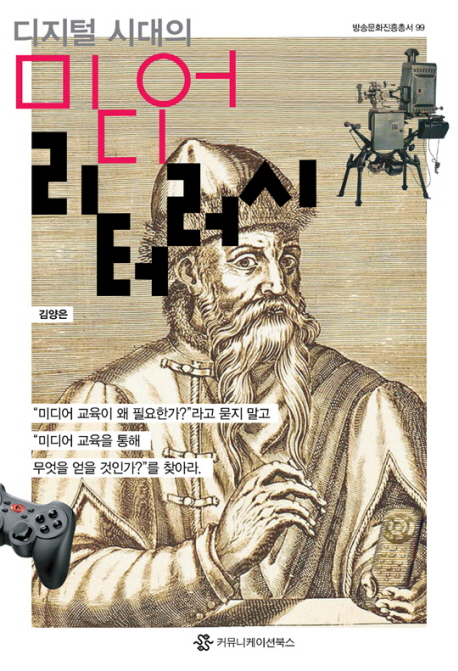 디지털 시대의
방송문화진흥총서 99
미디어
리터러시
김양은
“미디어 교육이 왜 필요한가?”라고 묻지 말고
“미디어 교육을 통해
무엇을 얻을 것인가?”를 찾아라.
커뮤니케이션북스